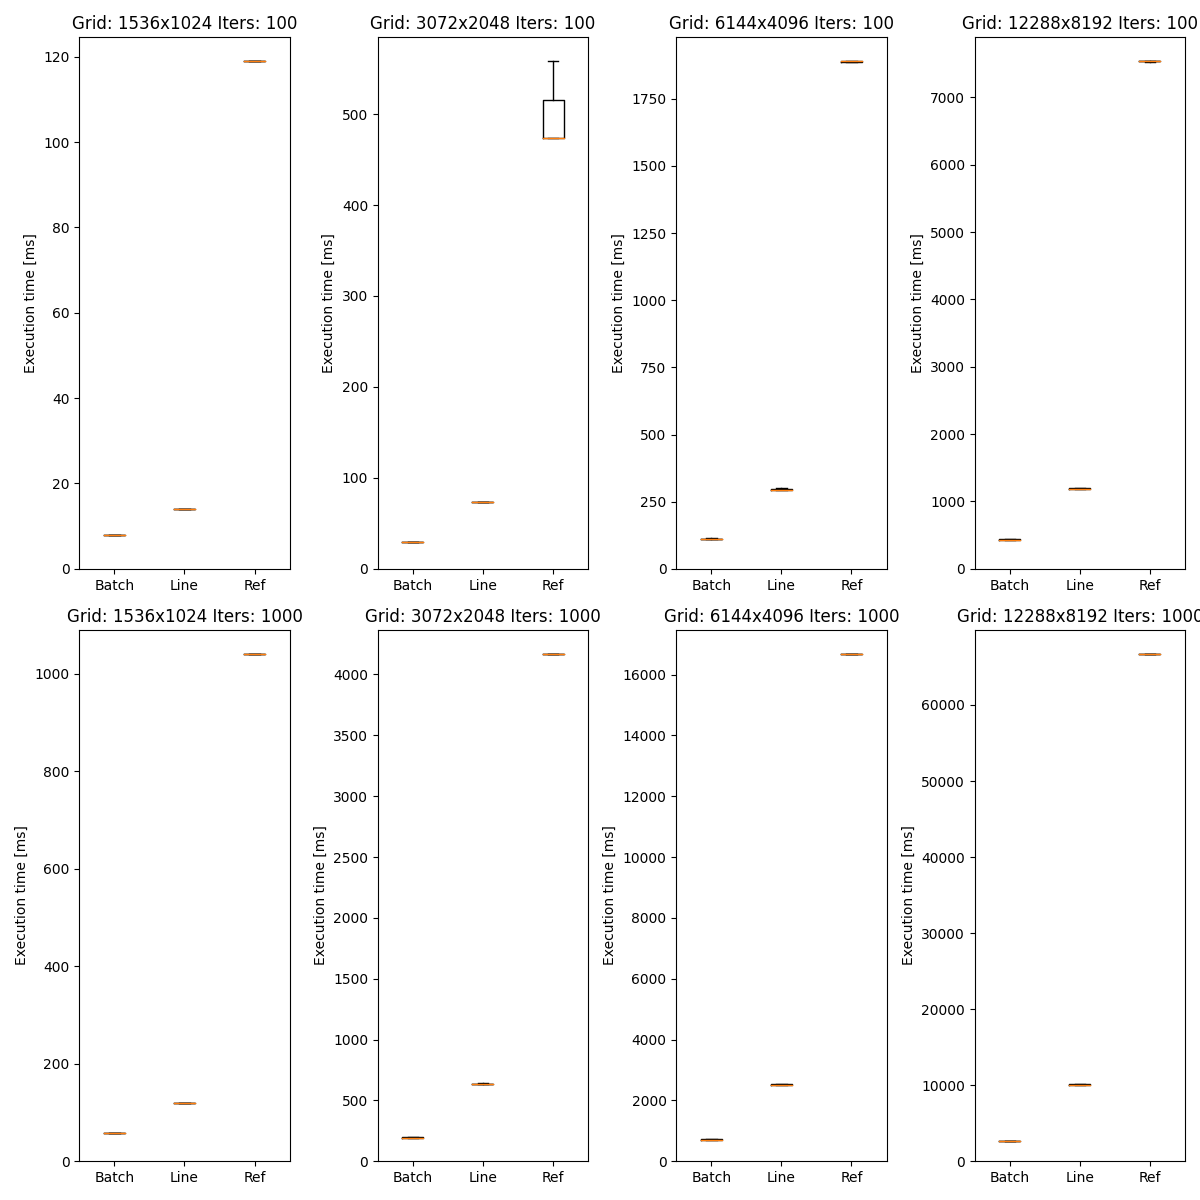 Grid: 1536x1024 Iters: 100
Execution time [ms]
120
100
80
60
40
20
0
Batch Line Ref
Grid: 3072x2048 Iters: 100
Execution time [ms]
500
400
300
200
100
0
Batch Line Ref
Grid: 6144x4096 Iters: 100
Execution time [ms]
1750
1500
1250
1000
750
500
250
0
Batch Line Ref
Grid: 12288x8192 Iters: 100
Execution time [ms]
7000
6000
5000
4000
3000
2000
1000
0
Batch Line Ref
Grid: 1536x1024 Iters: 1000
Execution time [ms]
1000
800
600
400
200
0
Batch Line Ref
Grid: 3072x2048 Iters: 1000
Execution time [ms]
4000
3500
3000
2500
2000
1500
1000
500
0
Batch Line Ref
Grid: 6144x4096 Iters: 1000
Execution time [ms]
16000
14000
12000
10000
8000
6000
4000
2000
0
Batch Line Ref
Grid: 12288x8192 Iters: 1000
Execution time [ms]
60000
50000
40000
30000
20000
10000
0
Batch Line Ref